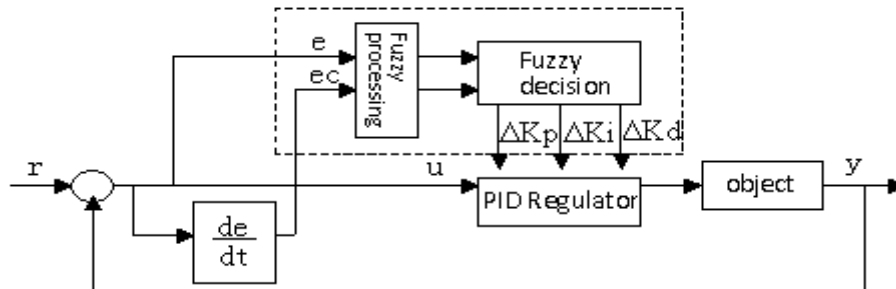 e
ec
Fuzzy
processing
Fuzzy
decision
ΔKp
ΔKi
ΔKd
r
u
PID Regulator
object
y
de
dt